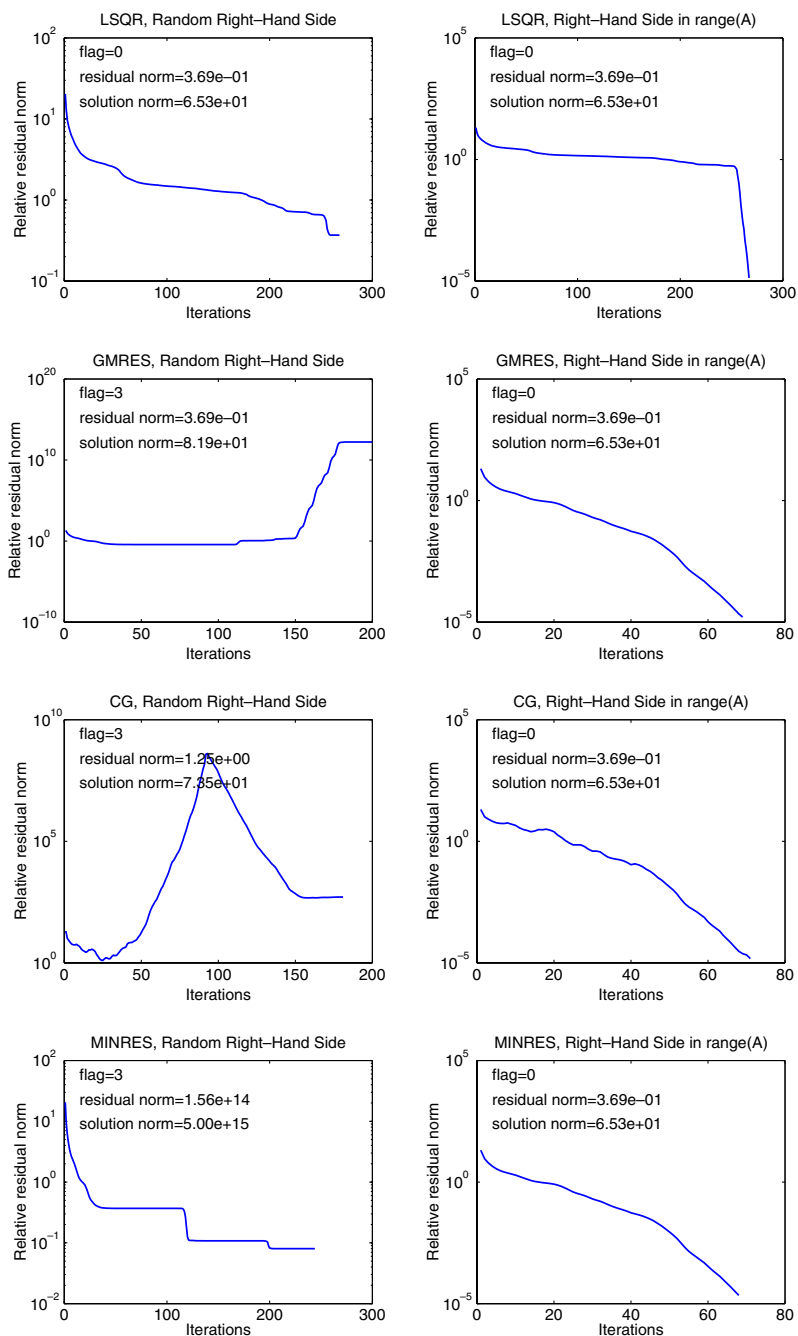 LSQR, Random Right–Hand Side
10^2
10^1
10^0
10^–1
Relative residual norm
flag=0
residual norm=3.69e–01
solution norm=6.53e+01
0 100 200 300
Iterations
LSQR, Right–Hand Side in range(A)
10^5
10^0
10^–5
Relative residual norm
flag=0
residual norm=3.69e–01
solution norm=6.53e+01
0 100 200 300
Iterations
GMRES, Random Right–Hand Side
10^20
10^10
10^0
10^–10
Relative residual norm
flag=3
residual norm=3.69e–01
solution norm=8.19e+01
0 50 100 150 200
Iterations
GMRES, Right–Hand Side in range(A)
10^5
10^0
10^–5
Relative residual norm
flag=0
residual norm=3.69e–01
solution norm=6.53e+01
0 20 40 60 80
Iterations
CG, Random Right–Hand Side
10^10
10^5
10^0
Relative residual norm
flag=3
residual norm=1.25e+00
solution norm=7.35e+01
0 50 100 150 200
Iterations
CG, Right–Hand Side in range(A)
10^5
10^0
10^–5
Relative residual norm
flag=0
residual norm=3.69e–01
solution norm=6.53e+01
0 20 40 60 80
Iterations
MINRES, Random Right–Hand Side
10^2
10^1
10^0
10^–1
10^–2
Relative residual norm
flag=3
residual norm=1.56e+14
solution norm=5.00e+15
0 100 200 300
Iterations
MINRES, Right–Hand Side in range(A)
10^5
10^0
10^–5
Relative residual norm
flag=0
residual norm=3.69e–01
solution norm=6.53e+01
0 20 40 60 80
Iterations